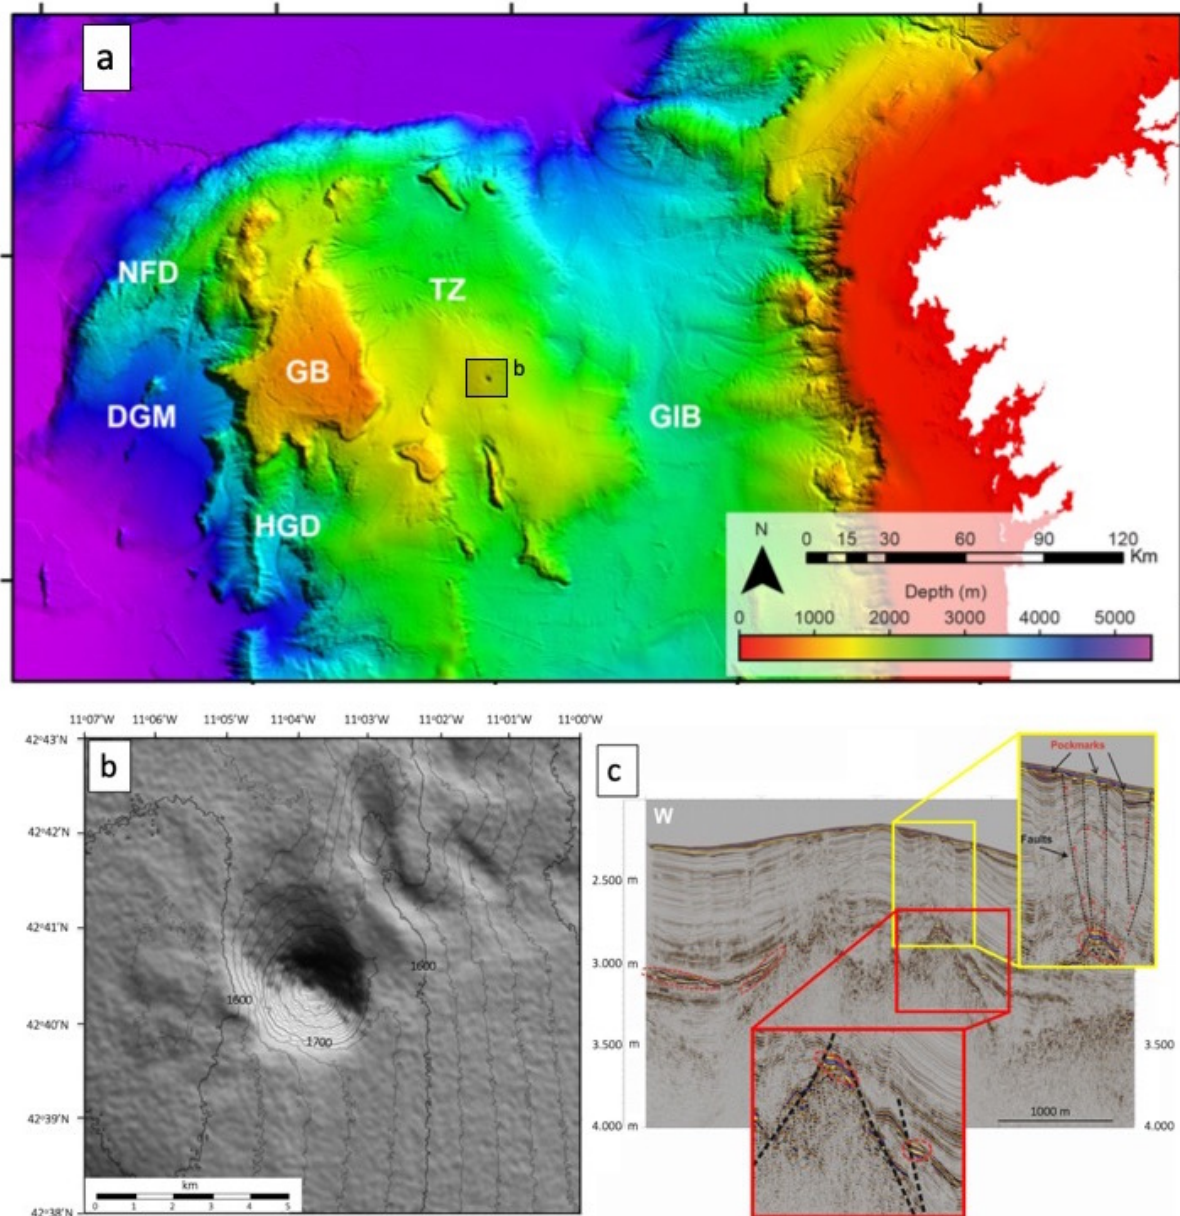 a
NFD
TZ
GB
b
DGM
GIB
HGD
N
0 15 30 60 90 120
Km
Depth (m)
0 1000 2000 3000 4000 5000
11°07'W 11°06'W 11°05'W 11°04'W 11°03'W 11°02'W 11°01'W 11°00'W
42°43'N
b
42°42'N
42°41'N
1600
1600
42°40'N
1700
42°39'N
km
0 1 2 3 4 5
42°38'N
c
W
Pockmarks
Faults
2.500 m
3.000 m
3.500 m
3.500
1000 m
4.000 m
4.000